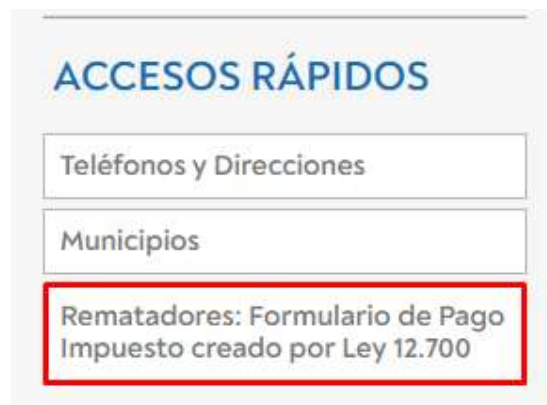 ACCESOS RÁPIDOS
Teléfonos y Direcciones
Municipios
Rematadores: Formulario de Pago
Impuesto creado por Ley 12.700